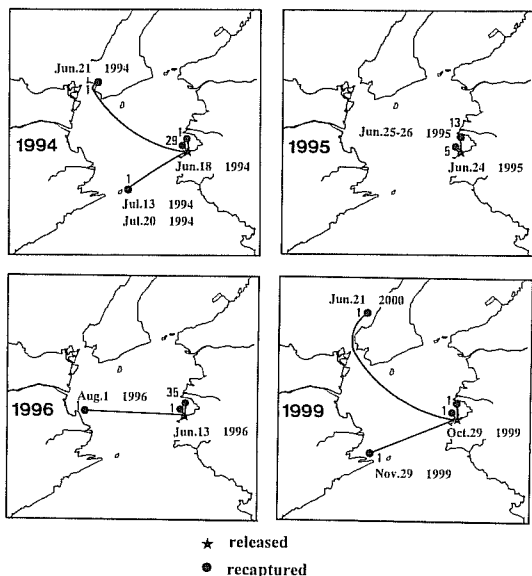 Jun.21 1994
1
1994
1
29
Jun.18 1994
1
Jul.13 1994
Jul.20 1994
1995
13
Jun.25-26 1995
5
Jun.24 1995
1996
35
Aug.1 1996
1
Jun.13 1996
Jun.21 2000
1
1999
1
1
Oct.29 1999
1
Nov.29 1999
★ released
● recaptured